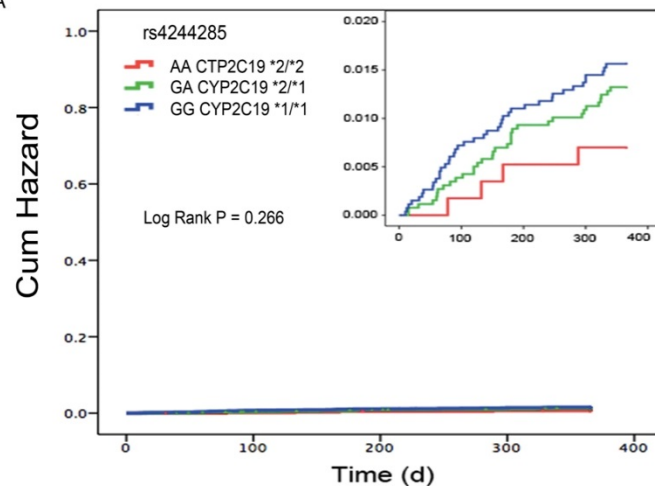 A
rs4244285
AA CTP2C19 *2/*2
GA CYP2C19 *2/*1
GG CYP2C19 *1/*1
Log Rank P = 0.266
Cum Hazard
1.0
0.8
0.6
0.4
0.2
0.0
0.020
0.015
0.010
0.005
0.000
0 100 200 300 400
0 100 200 300 400
Time (d)